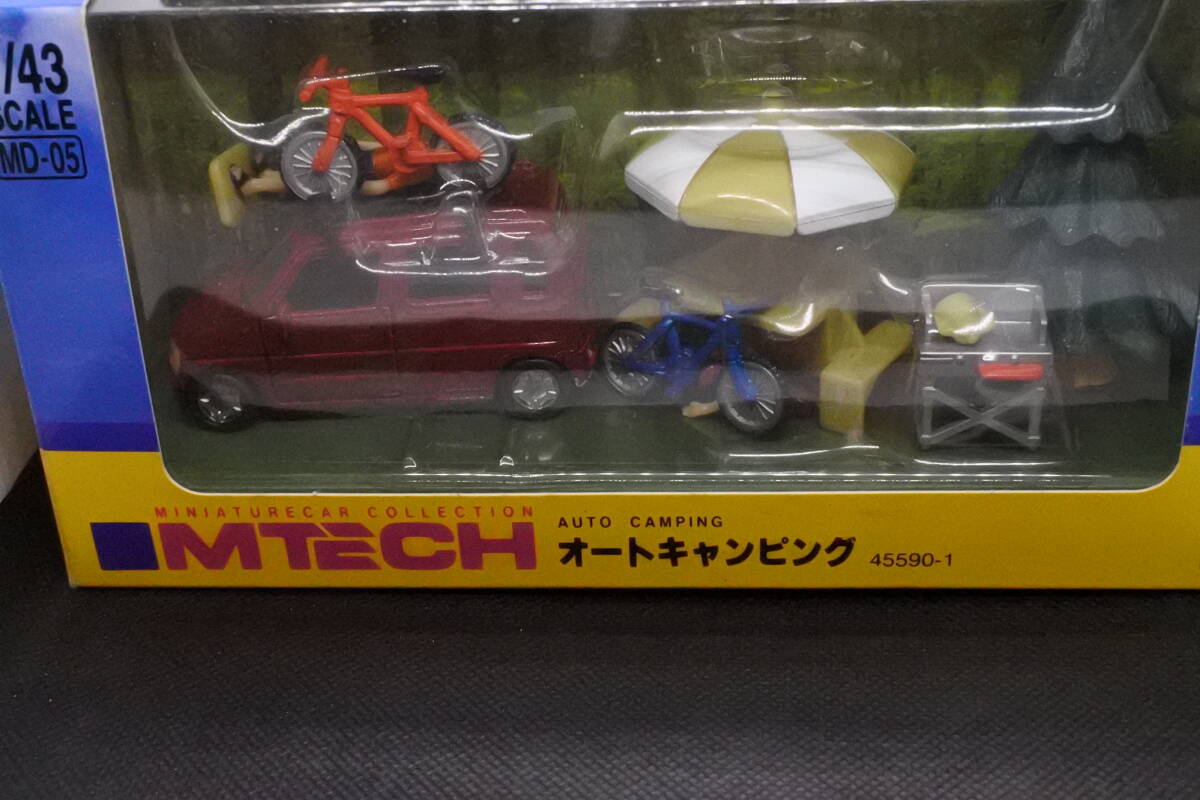 /43
SCALE
MD-05
MINIATURECAR COLLECTION
MTECH
AUTO CAMPING
オートキャンピング 45590-1